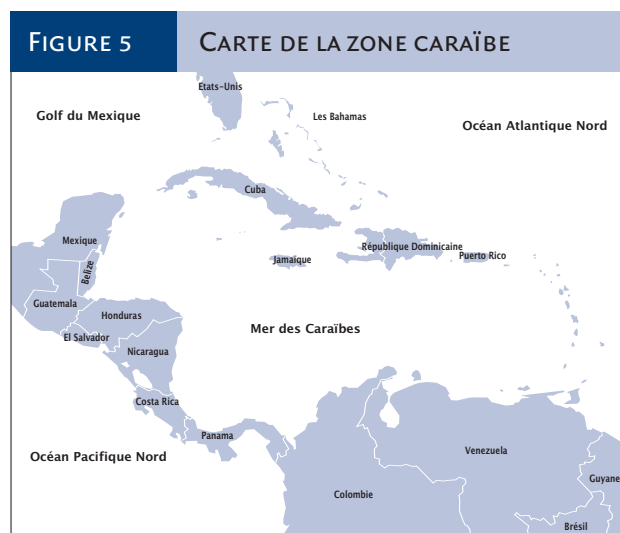 FIGURE 5
CARTE DE LA ZONE CARAÏBE
Etats-Unis
Golf du Mexique
Les Bahamas
Océan Atlantique Nord
Cuba
Mexique
République Dominicaine
Puerto Rico
Jamaïque
Belize
Guatemala
Honduras
Mer des Caraïbes
El Salvador
Nicaragua
Costa Rica
Panama
Océan Pacifique Nord
Venezuela
Guyane
Colombie
Brésil